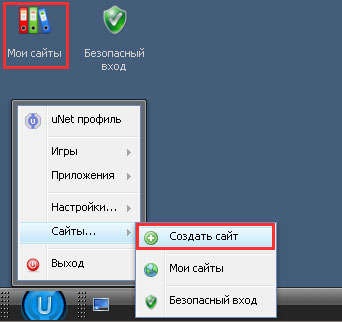 Мои сайты
Безопасный
вход
uNet профиль
Игры
Приложения
Настройки...
Сайты...
Выход
Создать сайт
Мои сайты
Безопасный вход
U